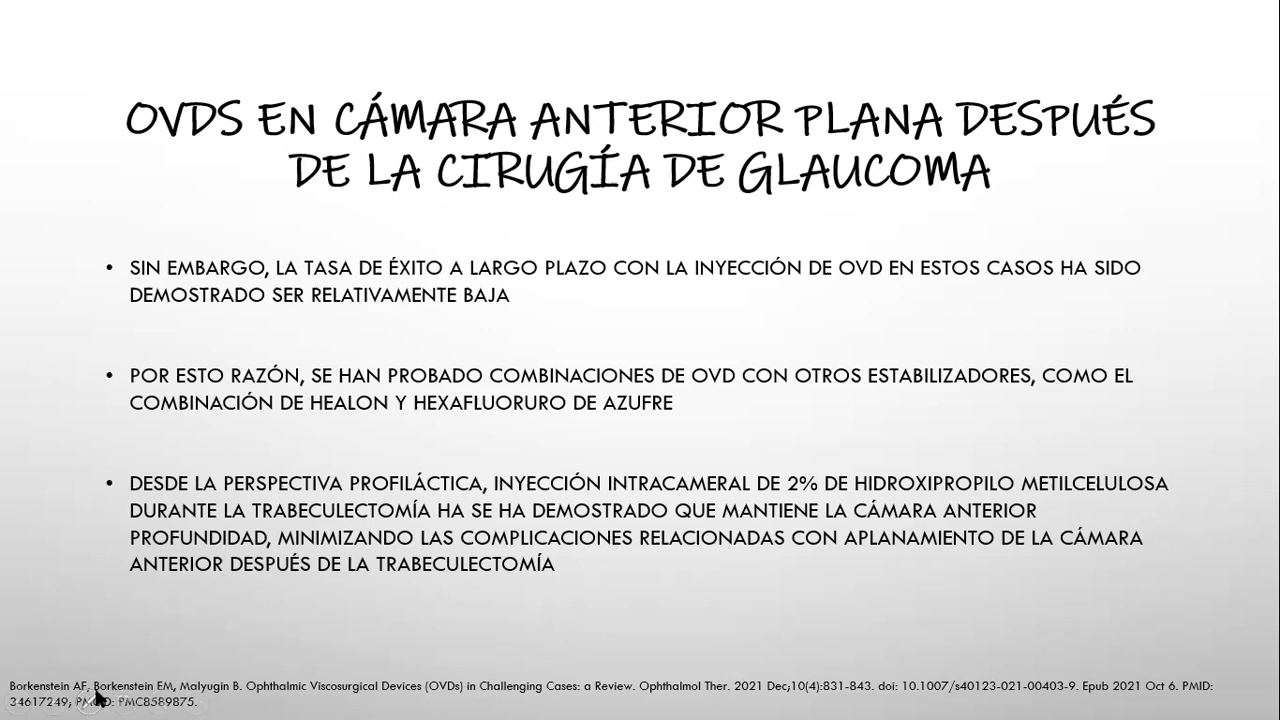 OVDS EN CÁMARA ANTERIOR PLANA DESPUÉS
DE LA CIRUGÍA DE GLAUCOMA
• SIN EMBARGO, LA TASA DE ÉXITO A LARGO PLAZO CON LA INYECCIÓN DE OVD EN ESTOS CASOS HA SIDO
DEMOSTRADO SER RELATIVAMENTE BAJA
• POR ESTO RAZÓN, SE HAN PROBADO COMBINACIONES DE OVD CON OTROS ESTABILIZADORES, COMO EL
COMBINACIÓN DE HEALON Y HEXAFLUORURO DE AZUFRE
• DESDE LA PERSPECTIVA PROFILÁCTICA, INYECCIÓN INTRACAMERAL DE 2% DE HIDROXIPROPILO METILCELULOSA
DURANTE LA TRABECULECTOMÍA HA SE HA DEMOSTRADO QUE MANTIENE LA CÁMARA ANTERIOR
PROFUNDIDAD, MINIMIZANDO LAS COMPLICACIONES RELACIONADAS CON APLANAMIENTO DE LA CÁMARA
ANTERIOR DESPUÉS DE LA TRABECULECTOMÍA
Borkenstein AF, Borkenstein EM, Malyugin B. Ophthalmic Viscosurgical Devices (OVDs) in Challenging Cases: a Review. Ophthalmol Ther. 2021 Dec;10(4):831-843. doi: 10.1007/s40123-021-00403-9. Epub 2021 Oct 6. PMID:
34617249; PMC8589875.